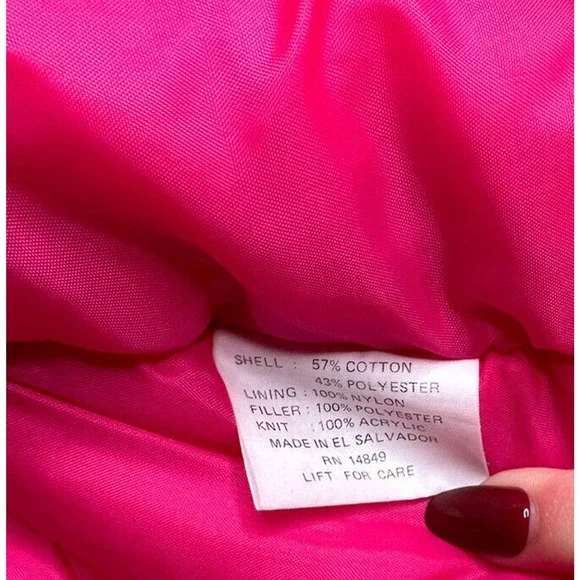 SHELL : 57% COTTON
43% POLYESTER
LINING : 100% NYLON
FILLER : 100% POLYESTER
KNIT : 100% ACRYLIC
MADE IN EL SALVADOR
RN 14849
LIFT FOR CARE